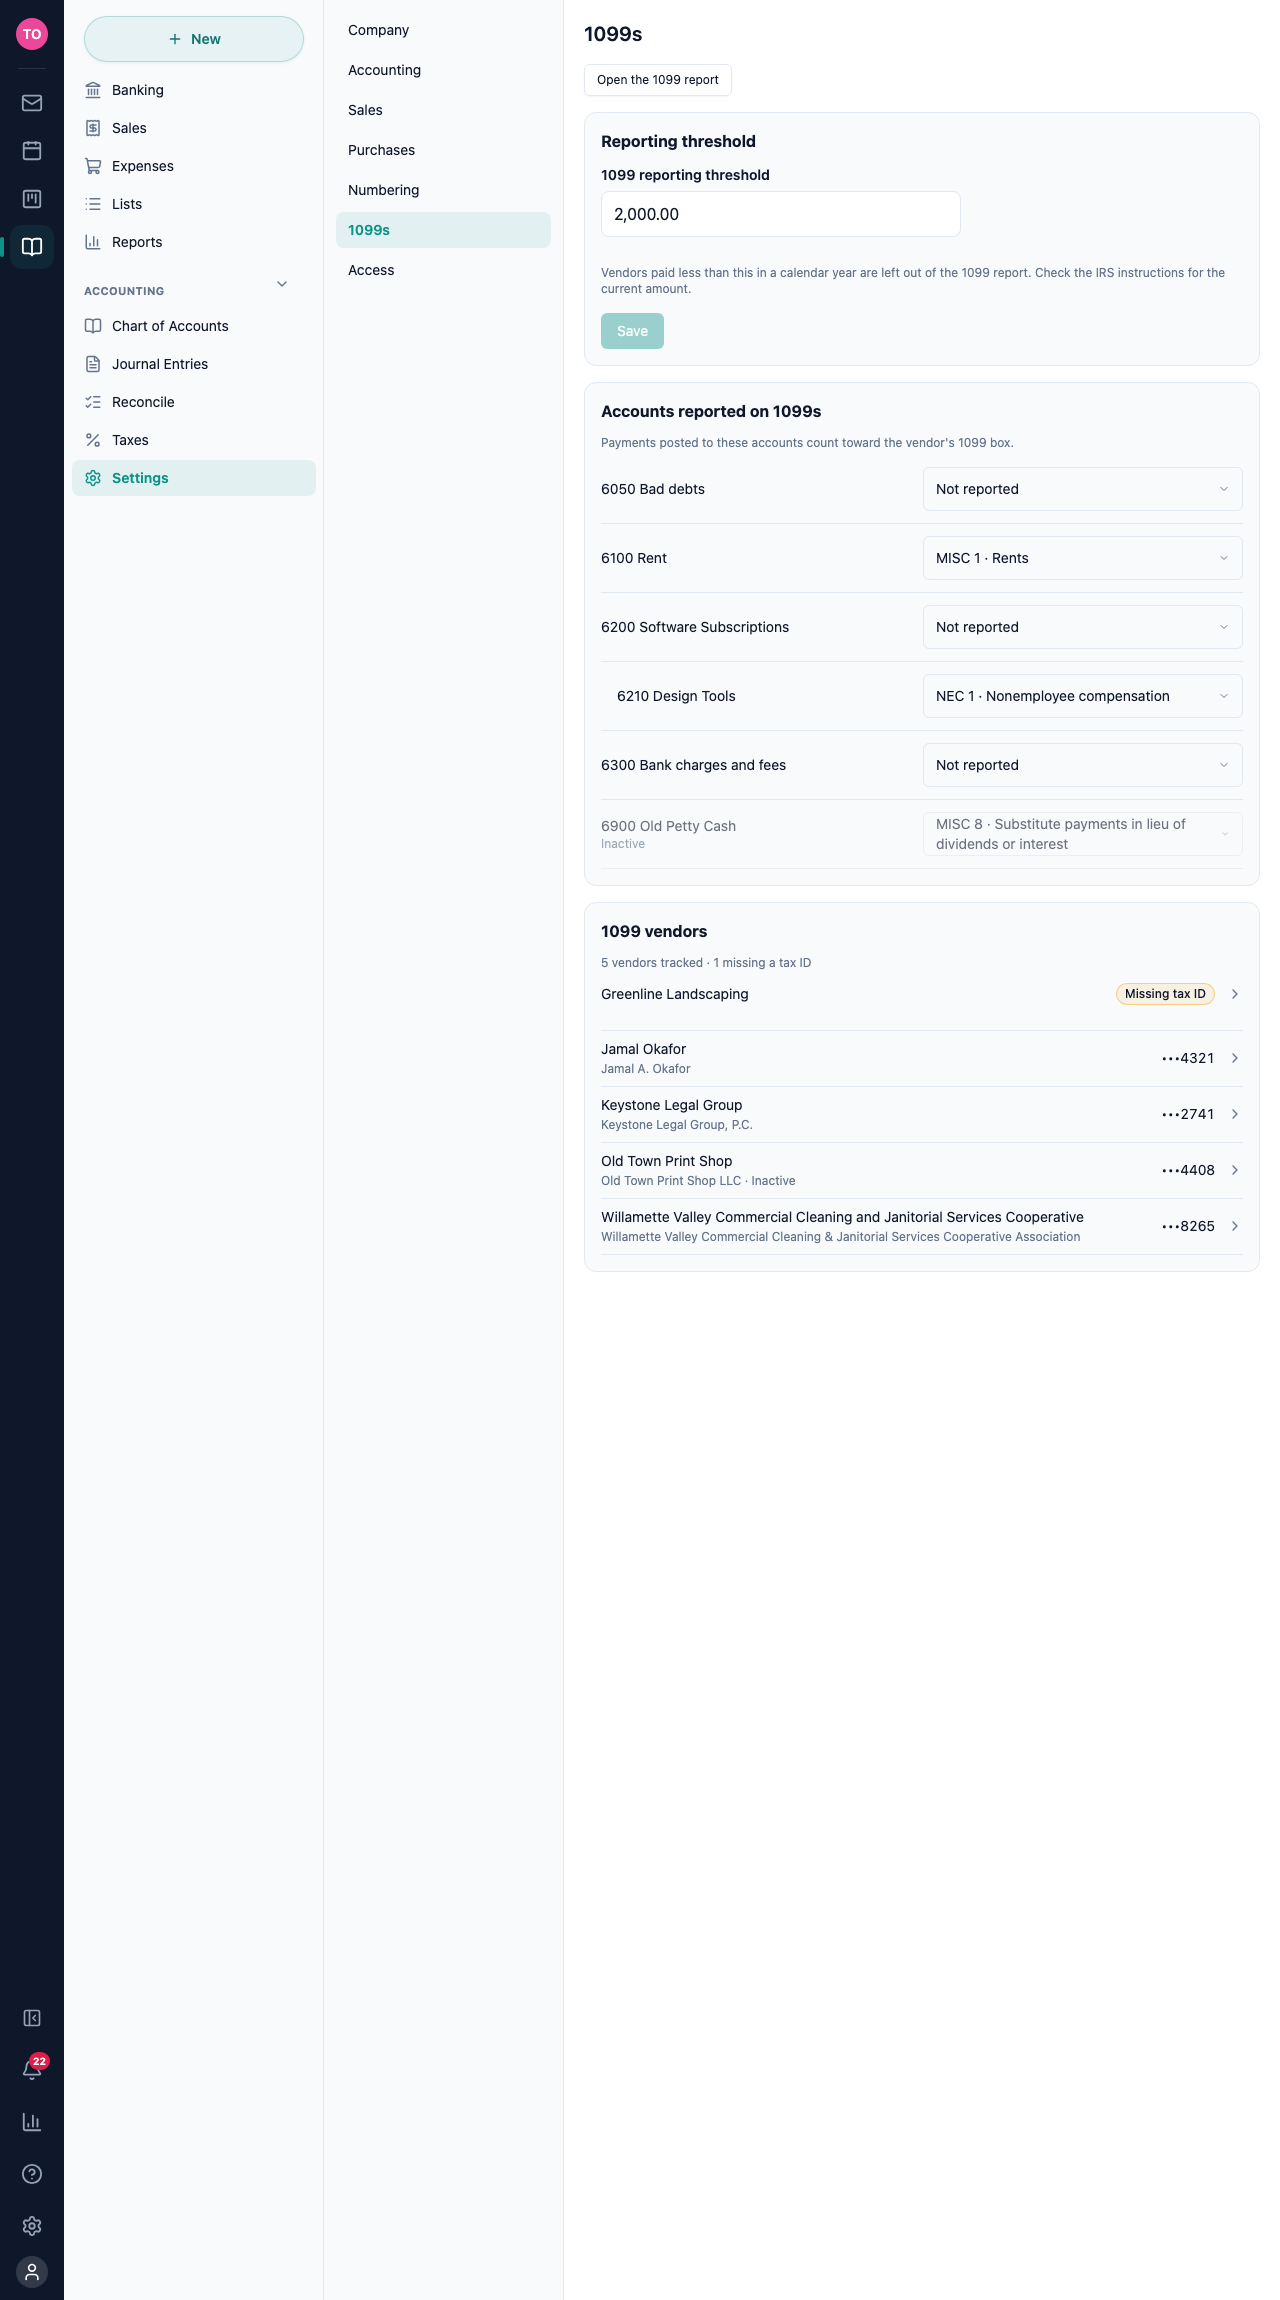 TO
New
Banking
Sales
Expenses
Lists
Reports
ACCOUNTING
Chart of Accounts
Journal Entries
Reconcile
Taxes
Settings
22
Company
Accounting
Sales
Purchases
Numbering
1099s
Access
1099s
Open the 1099 report
Reporting threshold
1099 reporting threshold
2,000.00
Vendors paid less than this in a calendar year are left out of the 1099 report. Check the IRS instructions for the
current amount.
Save
Accounts reported on 1099s
Payments posted to these accounts count toward the vendor's 1099 box.
6050 Bad debts
Not reported
6100 Rent
MISC 1 · Rents
6200 Software Subscriptions
Not reported
6210 Design Tools
NEC 1 · Nonemployee compensation
6300 Bank charges and fees
Not reported
6900 Old Petty Cash
Inactive
MISC 8 · Substitute payments in lieu of
dividends or interest
1099 vendors
5 vendors tracked · 1 missing a tax ID
Greenline Landscaping
Missing tax ID
Jamal Okafor
Jamal A. Okafor
•••4321
Keystone Legal Group
Keystone Legal Group, P.C.
•••2741
Old Town Print Shop
Old Town Print Shop LLC · Inactive
•••4408
Willamette Valley Commercial Cleaning and Janitorial Services Cooperative
Willamette Valley Commercial Cleaning & Janitorial Services Cooperative Association
•••8265